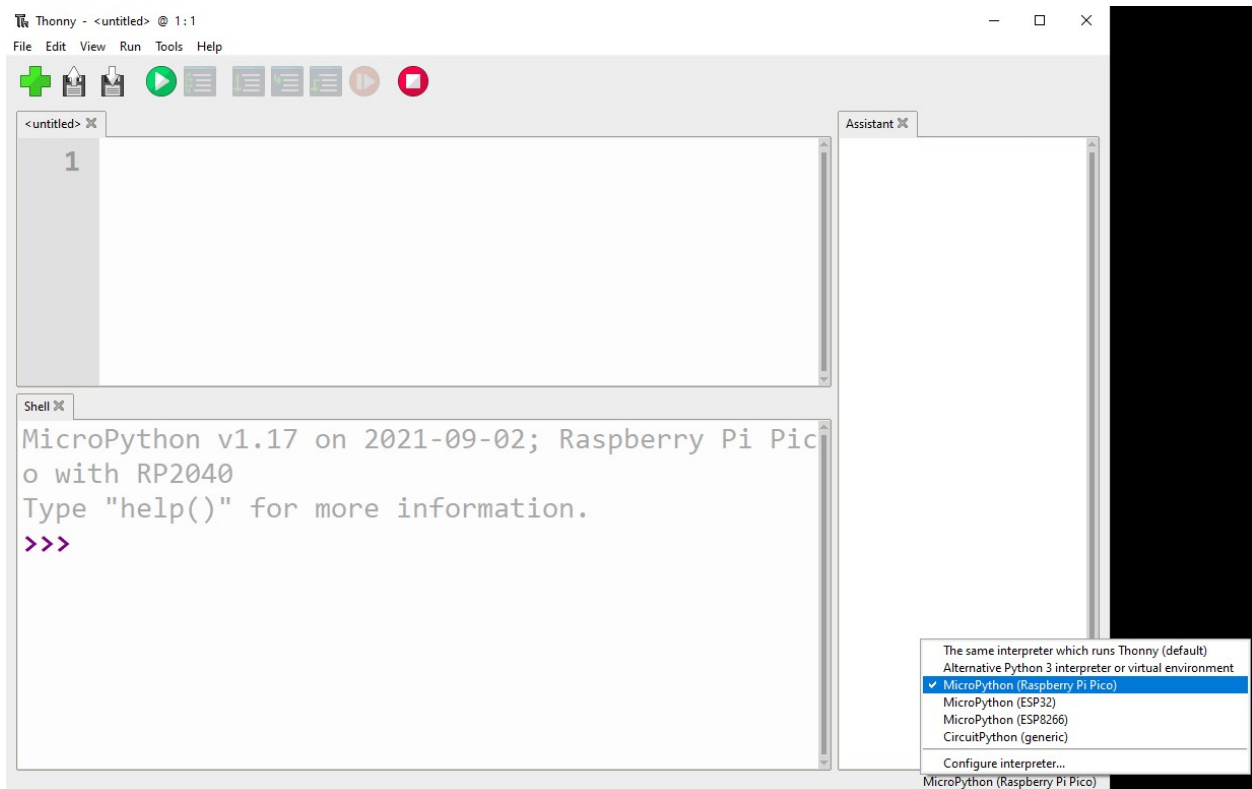 Thonny - <untitled> @ 1:1
File Edit View Run Tools Help
<untitled>
1
Assistant
Shell
MicroPython v1.17 on 2021-09-02; Raspberry Pi Pic
o with RP2040
Type "help()" for more information.
>>>
The same interpreter which runs Thonny (default)
Alternative Python 3 interpreter or virtual environment
MicroPython (Raspberry Pi Pico)
MicroPython (ESP32)
MicroPython (ESP8266)
CircuitPython (generic)
Configure interpreter...
MicroPython (Raspberry Pi Pico)